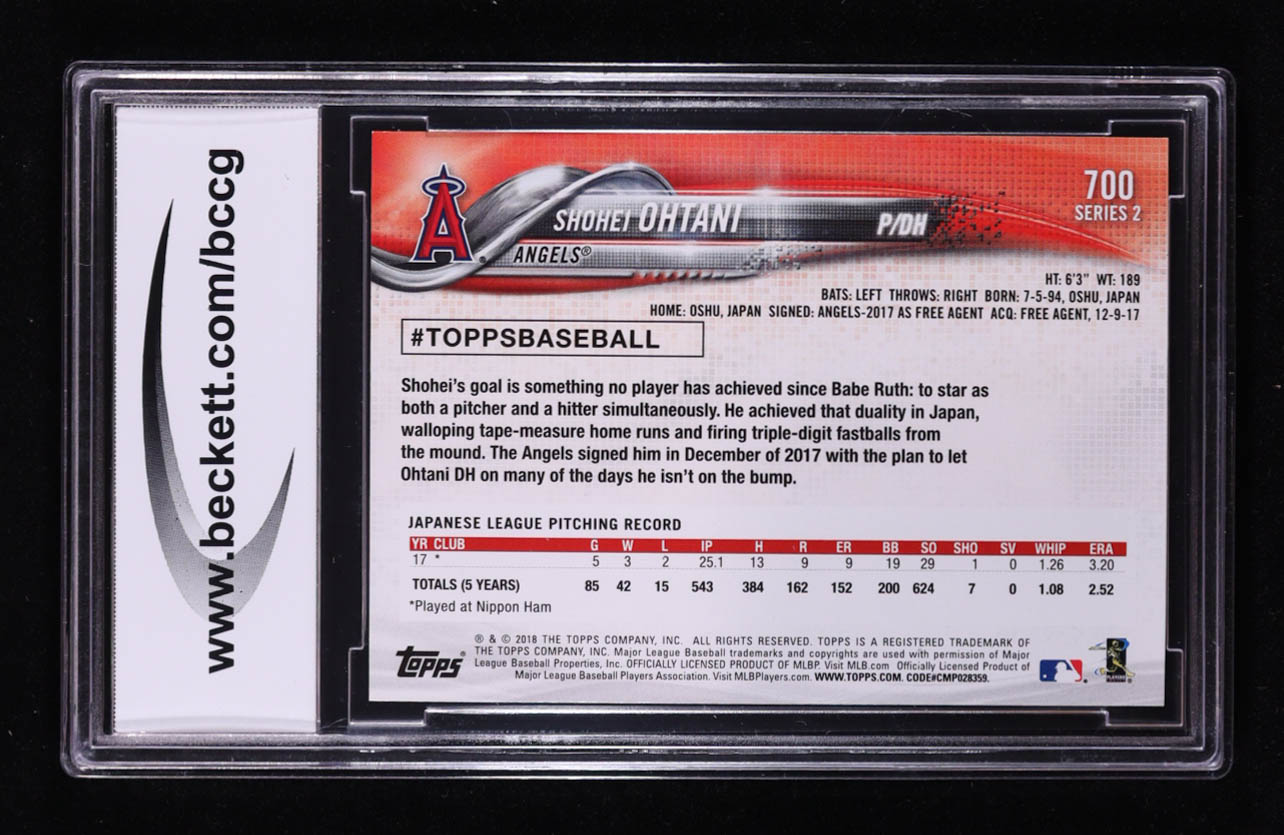 www.beckett.com/bccg
700
SERIES 2
SHOHEI OHTANI
P/DH
A
ANGELS®
HT: 6'3" WT: 189
BATS: LEFT THROWS: RIGHT BORN: 7-5-94, OSHU, JAPAN
HOME: OSHU, JAPAN SIGNED: ANGELS-2017 AS FREE AGENT ACQ: FREE AGENT, 12-9-17
#TOPPSBASEBALL
Shohei's goal is something no player has achieved since Babe Ruth: to star as
both a pitcher and a hitter simultaneously. He achieved that duality in Japan,
walloping tape-measure home runs and firing triple-digit fastballs from
the mound. The Angels signed him in December of 2017 with the plan to let
Ohtani DH on many of the days he isn't on the bump.
JAPANESE LEAGUE PITCHING RECORD
YR CLUB G W L IP H R ER BB SO SHO SV WHIP ERA
17 * 5 3 2 25.1 13 9 9 19 29 1 0 1.26 3.20
TOTALS (5 YEARS) 85 42 15 543 384 162 152 200 624 7 0 1.08 2.52
*Played at Nippon Ham
Topps®
® & © 2018 THE TOPPS COMPANY, INC. ALL RIGHTS RESERVED. TOPPS IS A REGISTERED TRADEMARK OF
THE TOPPS COMPANY, INC. Major League Baseball trademarks and copyrights are used with permission of Major
League Baseball Properties, Inc. OFFICIALLY LICENSED PRODUCT OF MLBP. Visit MLB.com Officially Licensed Product of
Major League Baseball Players Association. Visit MLBPlayers.com. WWW.TOPPS.COM. CODE#CMP028359.